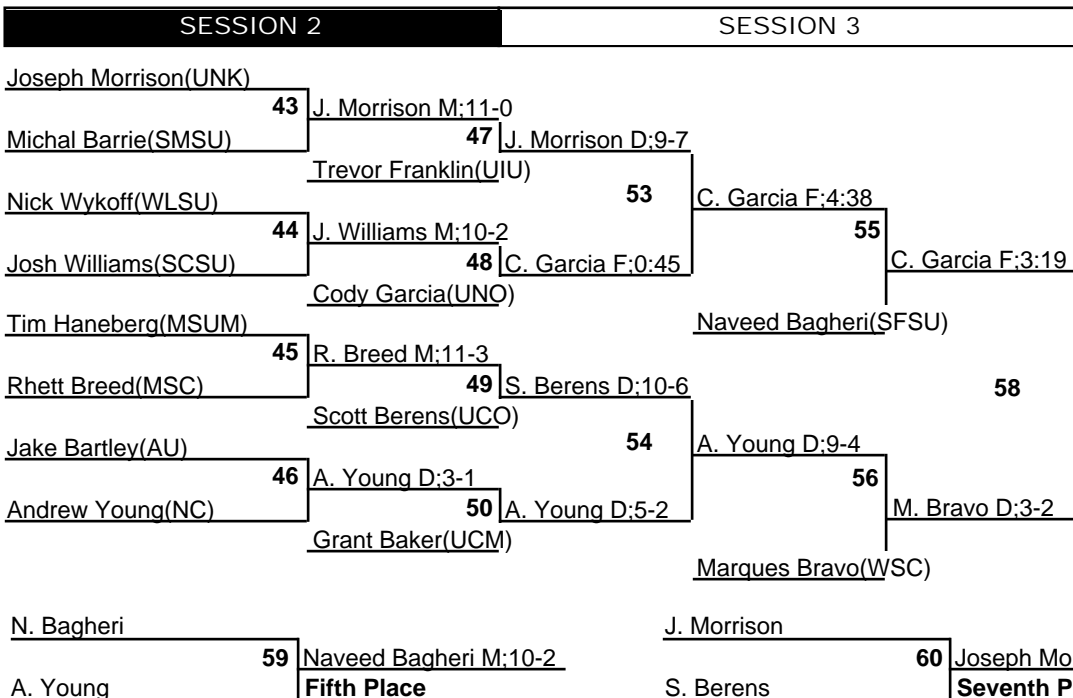 SESSION 2 SESSION 3
Joseph Morrison(UNK)
43 J. Morrison M;11-0
Michal Barrie(SMSU) 47 J. Morrison D;9-7
Trevor Franklin(UIU)
Nick Wykoff(WLSU) 53 C. Garcia F;4:38
44 J. Williams M;10-2 55
Josh Williams(SCSU) 48 C. Garcia F;0:45 C. Garcia F;3:19
Cody Garcia(UNO)
Tim Haneberg(MSUM) Naveed Bagheri(SFSU)
45 R. Breed M;11-3
Rhett Breed(MSC) 49 S. Berens D;10-6 58
Scott Berens(UCO)
Jake Bartley(AU) 54 A. Young D;9-4
46 A. Young D;3-1 56
Andrew Young(NC) 50 A. Young D;5-2 M. Bravo D;3-2
Grant Baker(UCM)
Marques Bravo(WSC)
N. Bagheri J. Morrison
59 Naveed Bagheri M;10-2 60 Joseph Mo
A. Young Fifth Place S. Berens Seventh P